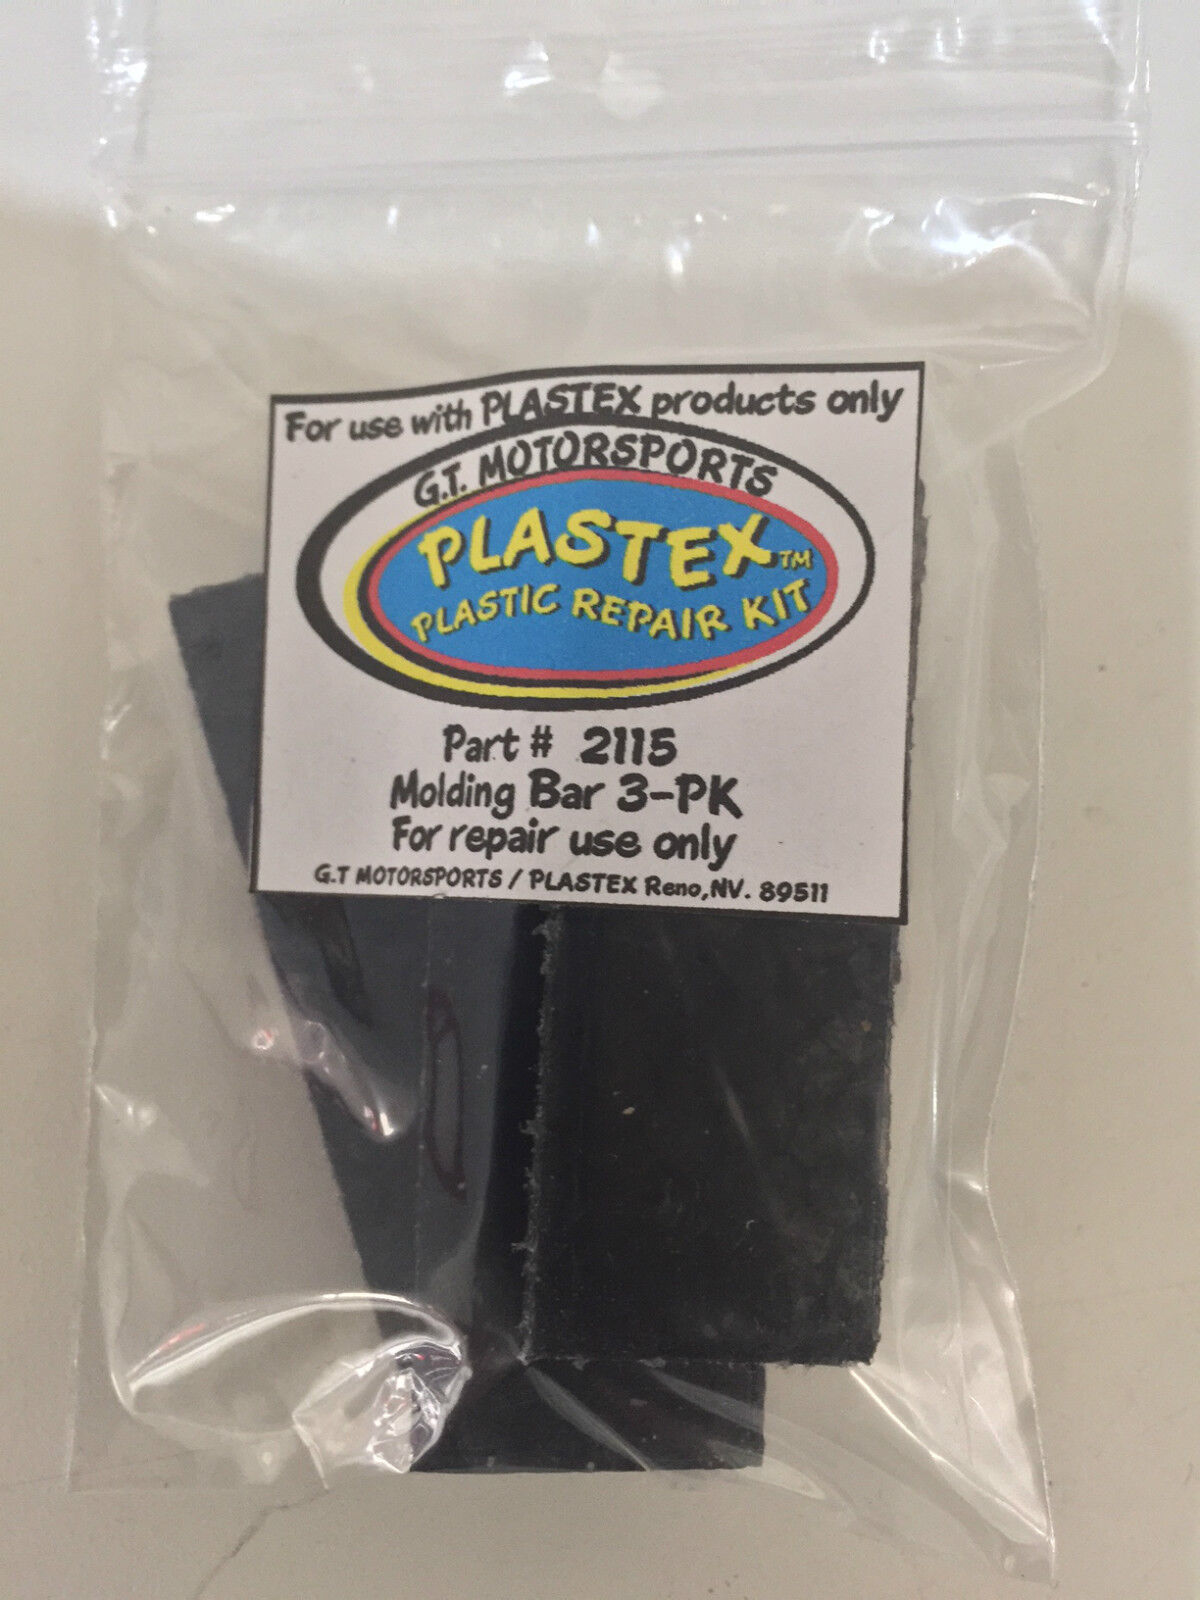 For use with PLASTEX products only
G.T. MOTORSPORTS
PLASTEX™
PLASTIC REPAIR KIT
Part # 2115
Molding Bar 3-PK
For repair use only
G.T MOTORSPORTS / PLASTEX Reno,NV. 89511